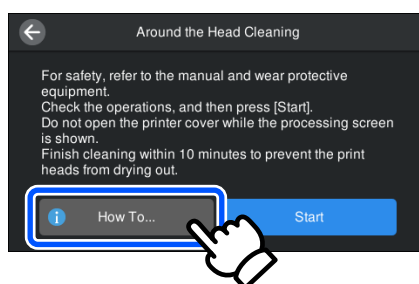 Around the Head Cleaning
For safety, refer to the manual and wear protective
equipment.
Check the operations, and then press [Start].
Do not open the printer cover while the processing screen
is shown.
Finish cleaning within 10 minutes to prevent the print
heads from drying out.
i How To...
Start